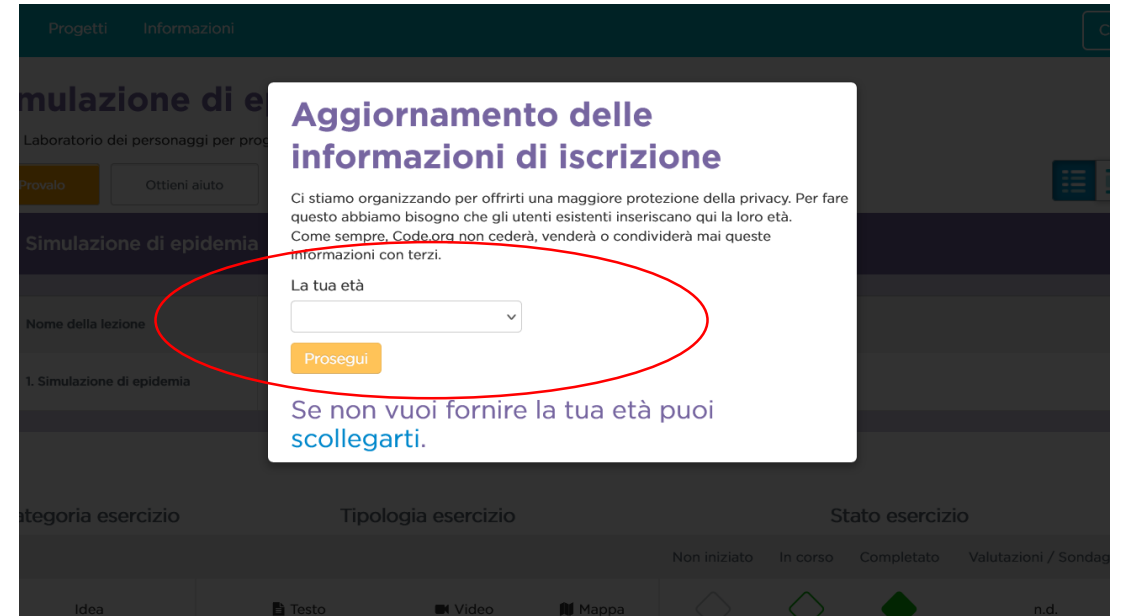 Progetti Informazioni
mulazione di e
Laboratorio dei personaggi per prog
Provalo Ottieni aiuto
Simulazione di epidemia
Nome della lezione
1. Simulazione di epidemia
Aggiornamento delle
informazioni di iscrizione
Ci stiamo organizzando per offrirti una maggiore protezione della privacy. Per fare
questo abbiamo bisogno che gli utenti esistenti inseriscano qui la loro età.
Come sempre, Code.org non cederà, venderà o condividerà mai queste
informazioni con terzi.
La tua età
Prosegui
Se non vuoi fornire la tua età puoi
scollegarti.
ategoria esercizio Tipologia esercizio Stato esercizio
Non iniziato In corso Completato Valutazioni / Sondag
Idea Testo Video Mappa n.d.